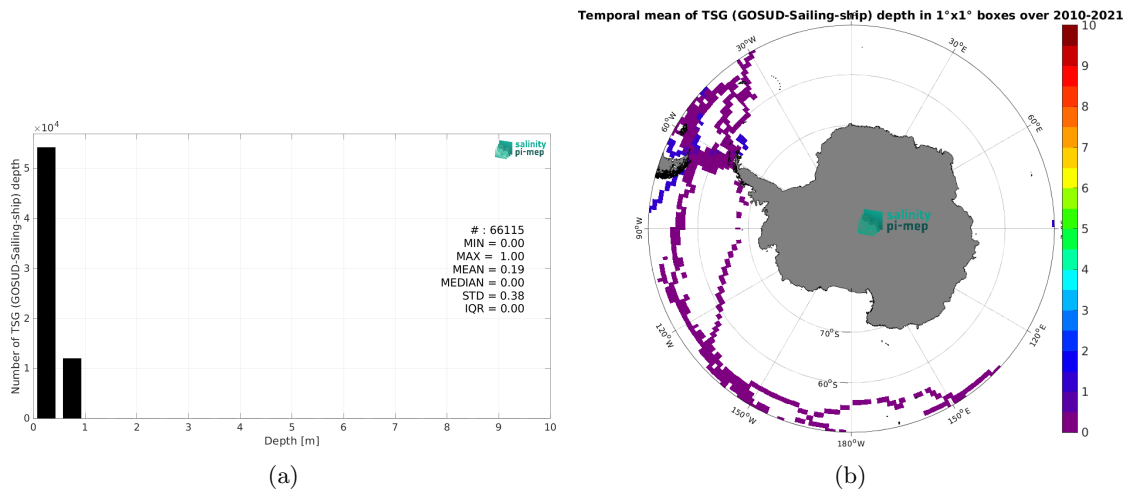 Temporal mean of TSG (GOSUD-Sailing-ship) depth in 1°x1° boxes over 2010-2021
×10⁴
Number of TSG (GOSUD-Sailing-ship) depth
5
4
3
2
1
0
0 1 2 3 4 5 6 7 8 9 10
Depth [m]
salinity
pi-mep
# : 66115
MIN = 0.00
MAX = 1.00
MEAN = 0.19
MEDIAN = 0.00
STD = 0.38
IQR = 0.00
(a)
30°W
30°E
60°W
60°E
90°W
120°W
120°E
150°W
150°E
180°W
70°S
60°S
salinity
pi-mep
10
9
8
7
6
5
4
3
2
1
0
(b)